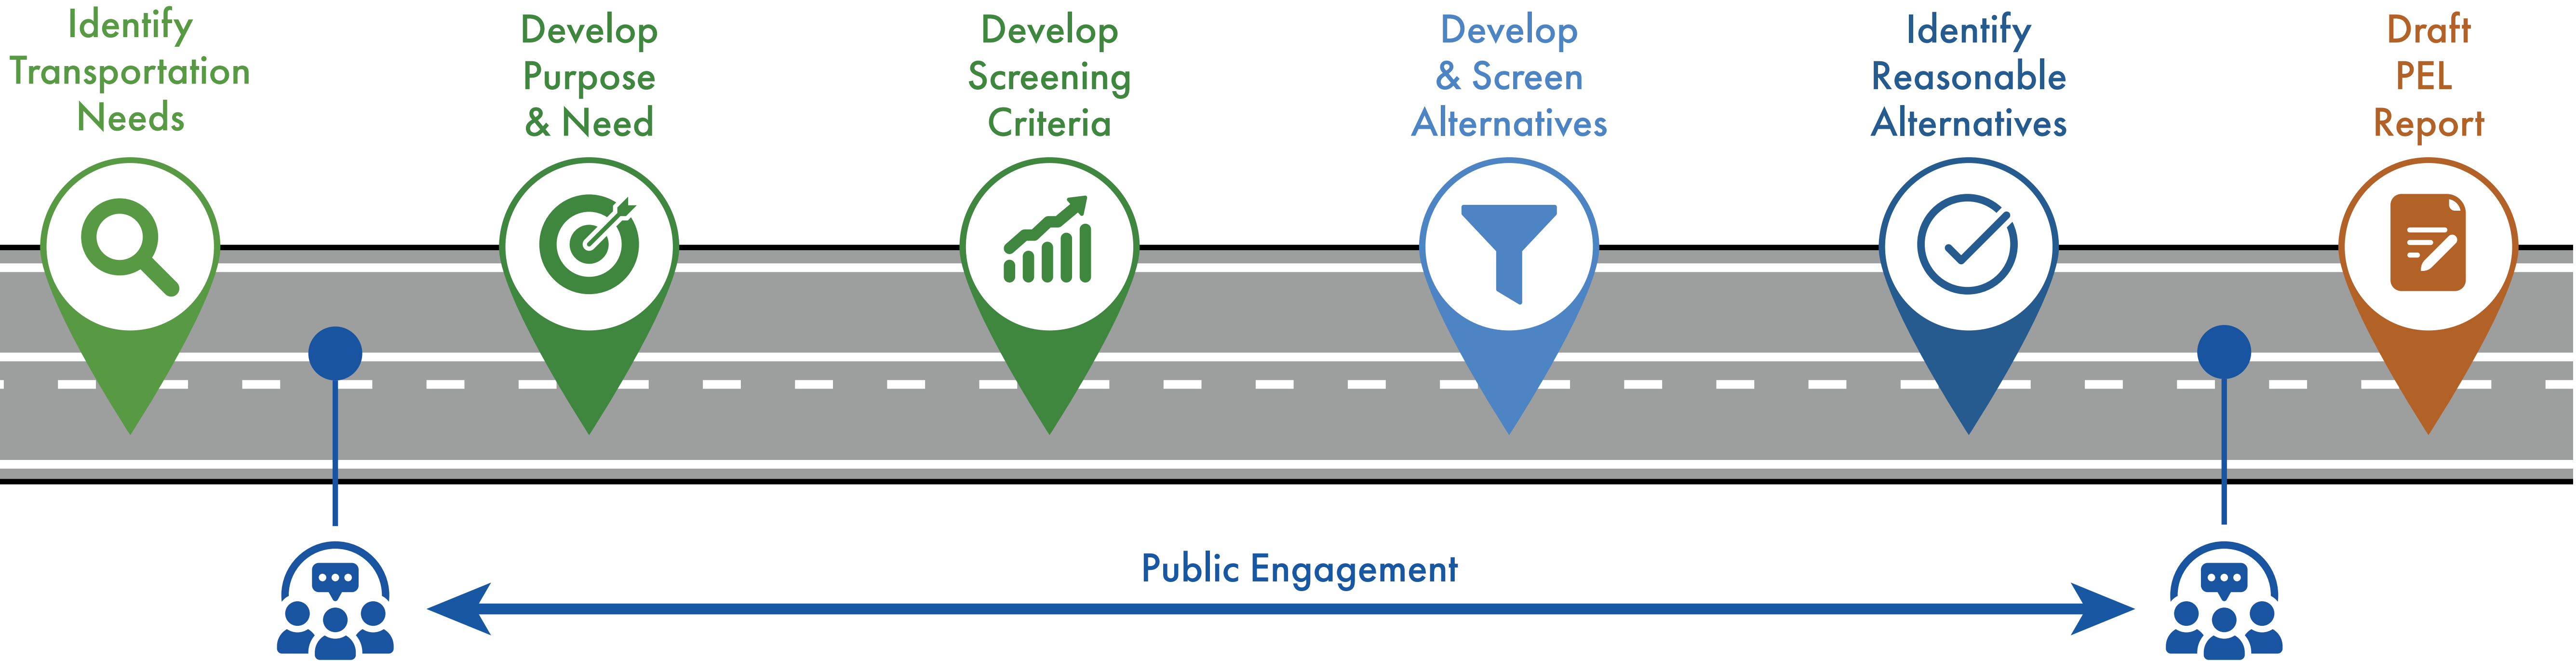 Identify
Transportation
Needs
Develop
Purpose
& Need
Develop
Screening
Criteria
Develop
& Screen
Alternatives
Identify
Reasonable
Alternatives
Draft
PEL
Report
Public Engagement